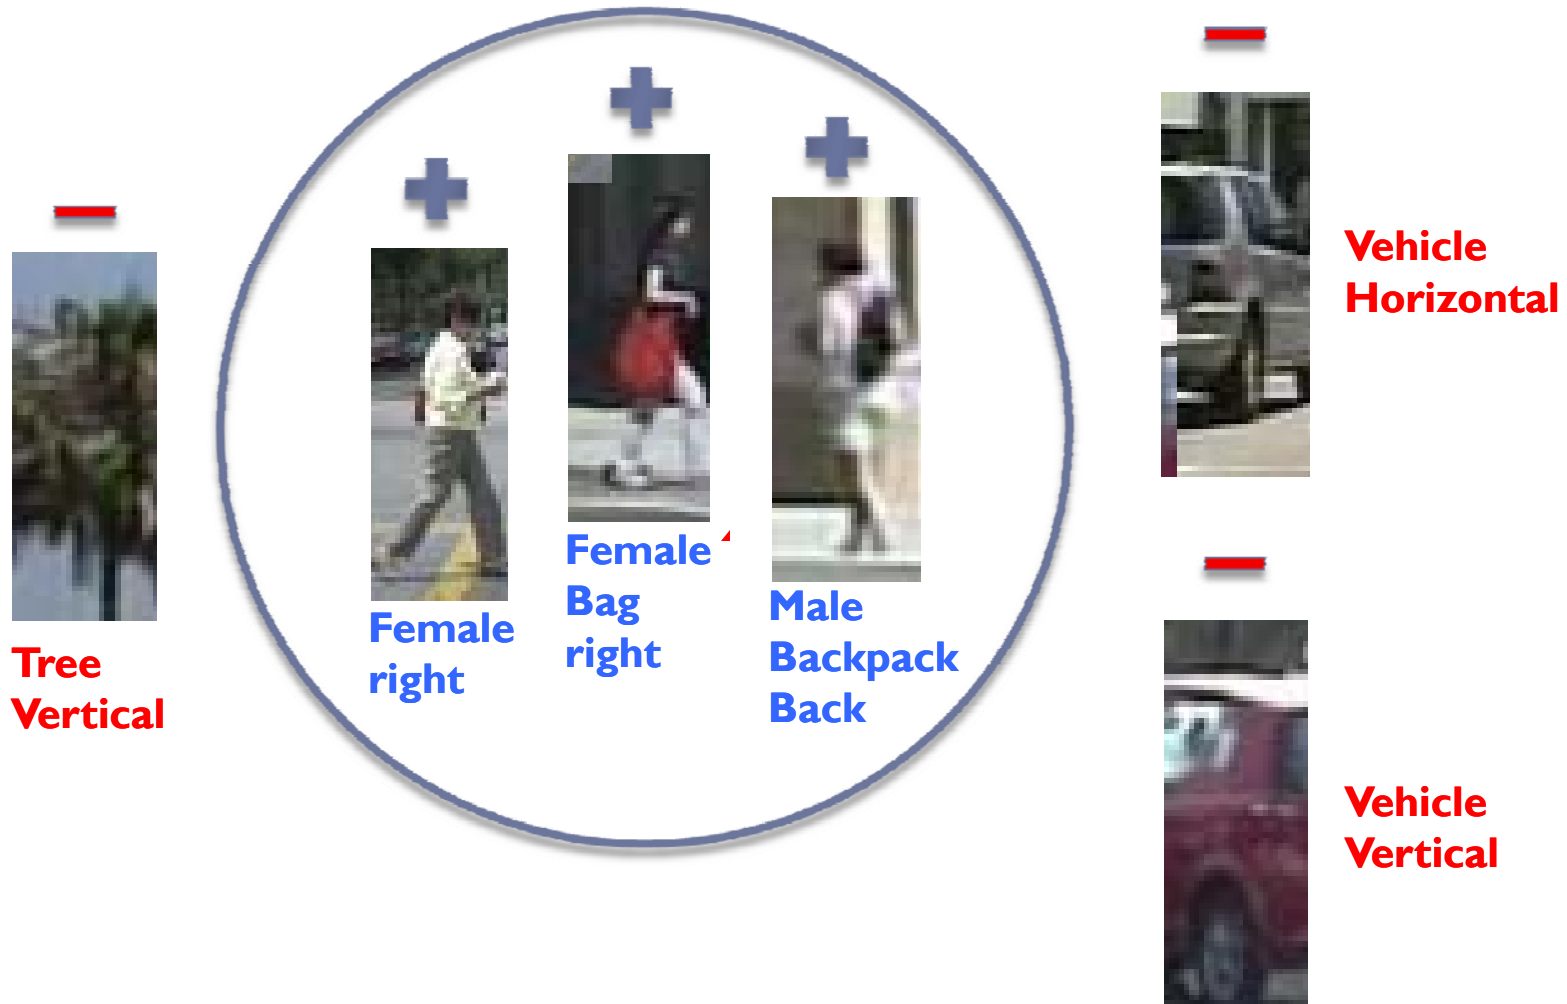 Tree
Vertical
Female
right
Female
Bag
right
Male
Backpack
Back
Vehicle
Horizontal
Vehicle
Vertical